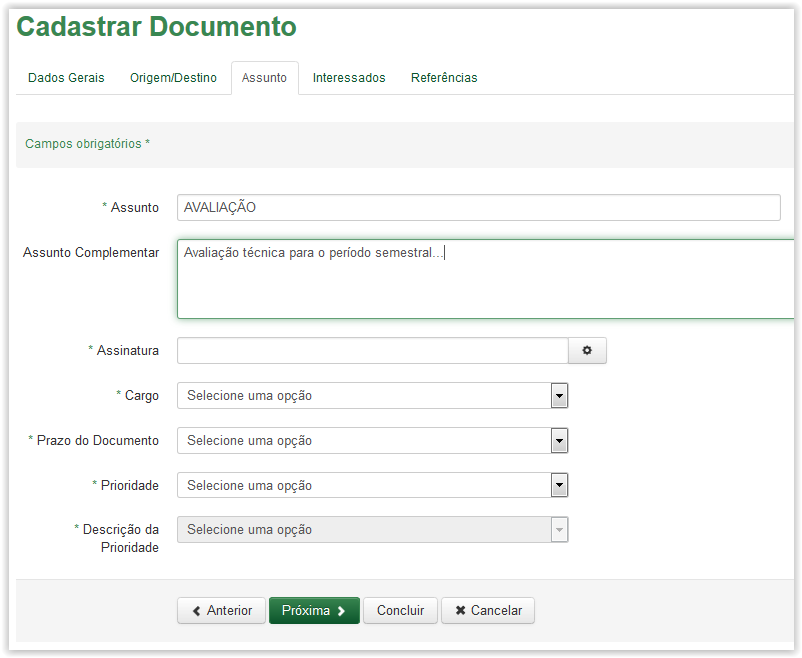 Cadastrar Documento
Dados Gerais Origem/Destino Assunto Interessados Referências
Campos obrigatórios *
* Assunto AVALIAÇÃO
Assunto Complementar Avaliação técnica para o período semestral...
* Assinatura
* Cargo Selecione uma opção
* Prazo do Documento Selecione uma opção
* Prioridade Selecione uma opção
* Descrição da Selecione uma opção
Prioridade
Anterior Próxima Concluir Cancelar